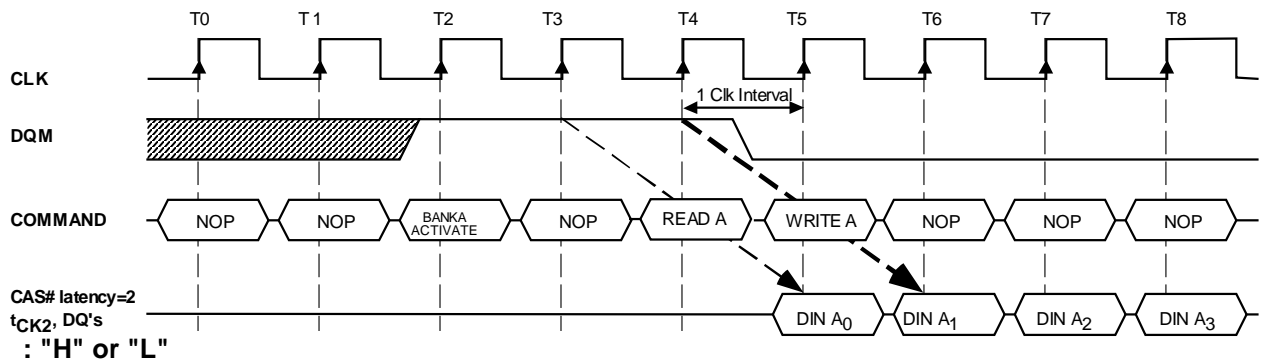 T0 T1 T2 T3 T4 T5 T6 T7 T8
CLK
1 Clk Interval
DQM
COMMAND
NOP NOP BANKA ACTIVATE NOP READ A WRITE A NOP NOP NOP
CAS# latency=2
tCK2, DQ's
DIN A0 DIN A1 DIN A2 DIN A3
: "H" or "L"